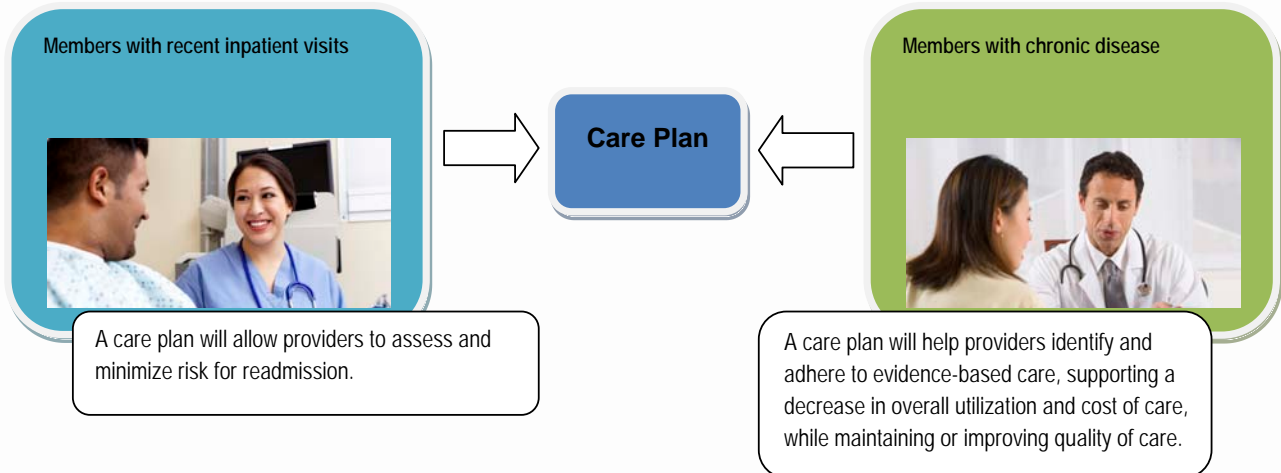 Members with recent inpatient visits
Care Plan
Members with chronic disease
A care plan will allow providers to assess and
minimize risk for readmission.
A care plan will help providers identify and
adhere to evidence-based care, supporting a
decrease in overall utilization and cost of care,
while maintaining or improving quality of care.